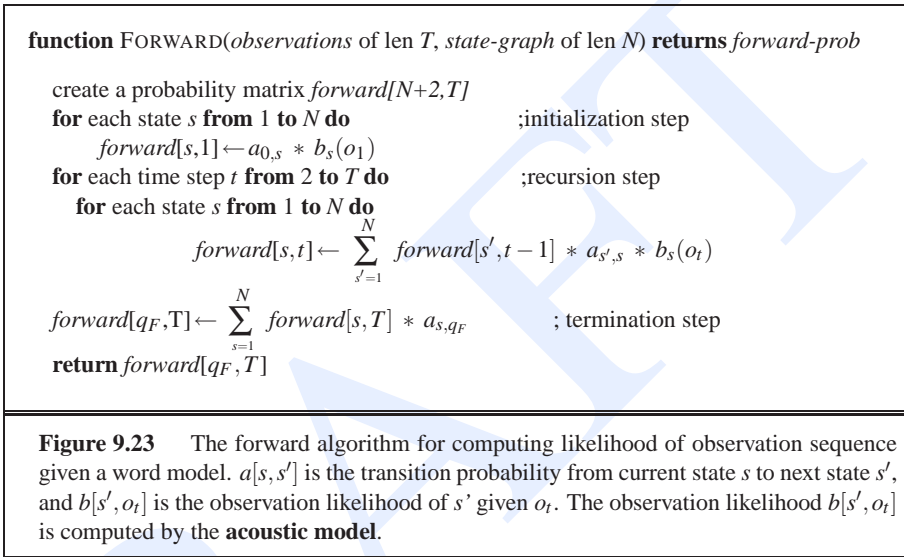 function FORWARD(observations of len T, state-graph of len N) returns forward-prob
create a probability matrix forward[N+2,T]
for each state s from 1 to N do ;initialization step
forward[s,1]←a0,s ∗ bs(o1)
for each time step t from 2 to T do ;recursion step
for each state s from 1 to N do
forward[s,t]← N∑s′=1 forward[s′,t−1] ∗ as′,s ∗ bs(ot)
forward[qF,T]← N∑s=1 forward[s,T] ∗ as,qF ; termination step
return forward[qF,T]
Figure 9.23 The forward algorithm for computing likelihood of observation sequence
given a word model. a[s,s′] is the transition probability from current state s to next state s′,
and b[s′,ot] is the observation likelihood of s’ given ot. The observation likelihood b[s′,ot]
is computed by the acoustic model.